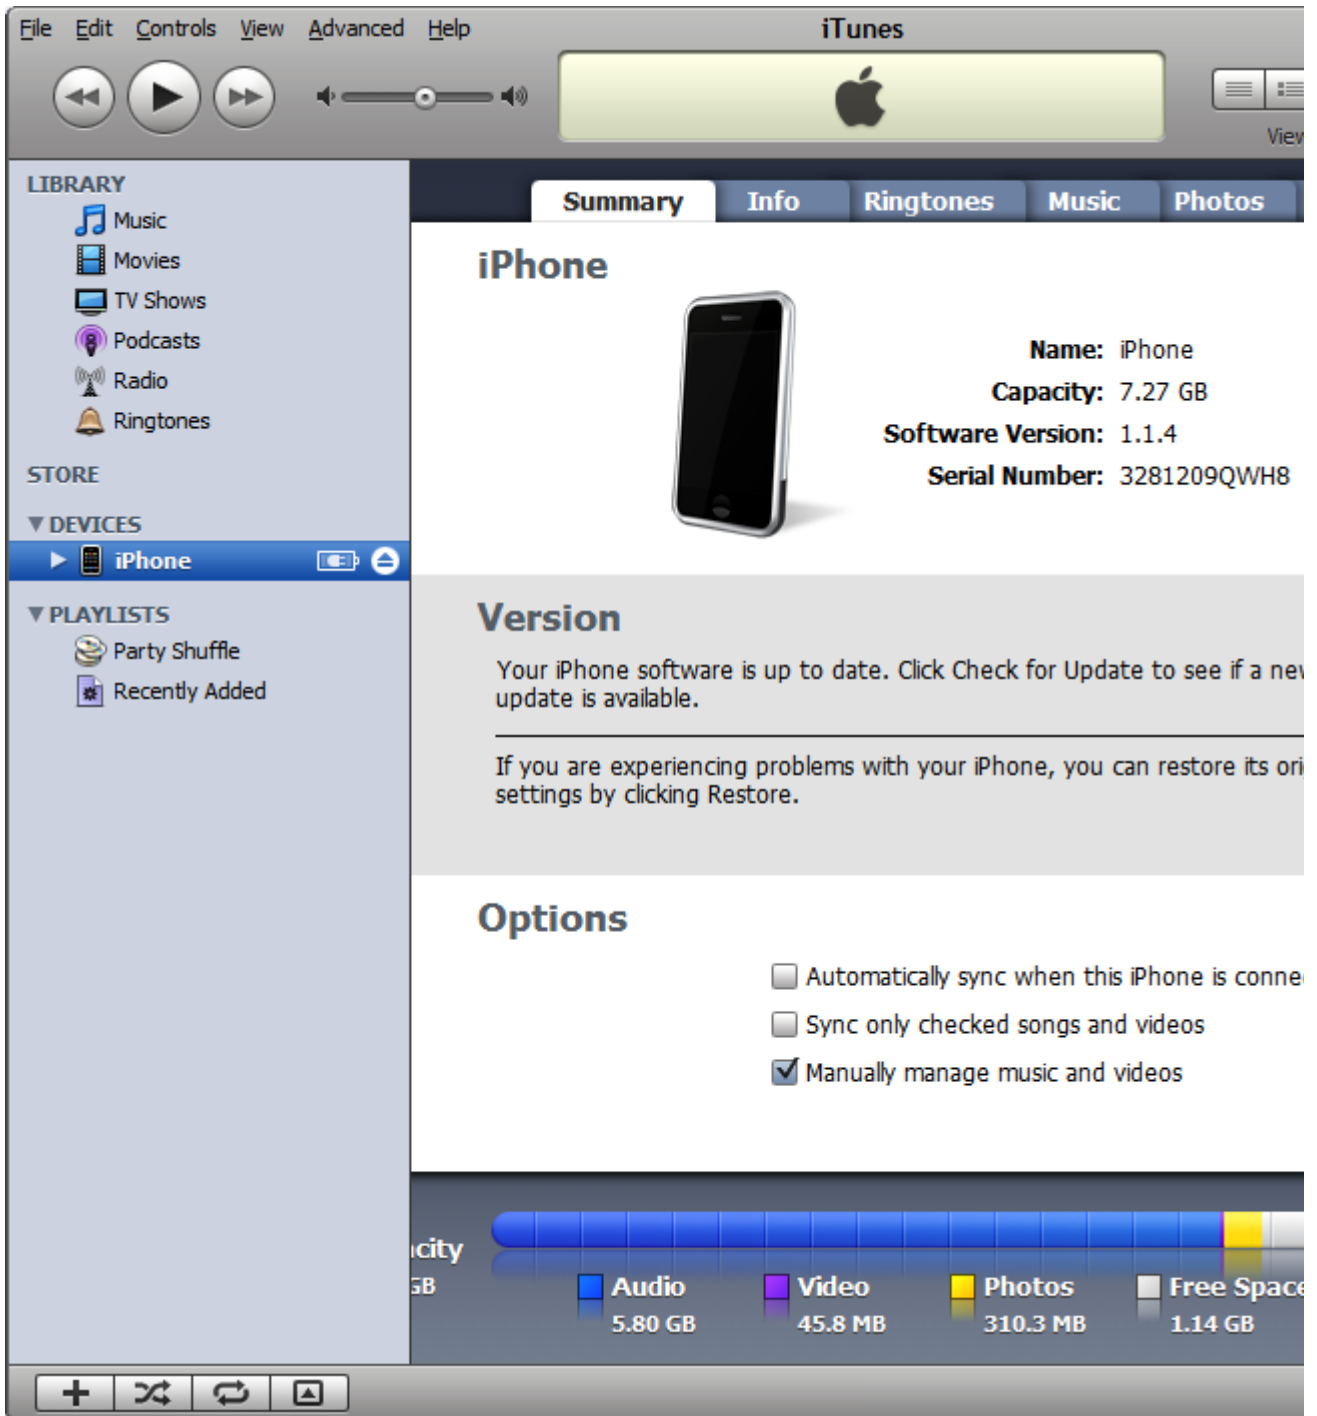 File Edit Controls View Advanced Help
iTunes
View
LIBRARY
Music
Movies
TV Shows
Podcasts
Radio
Ringtones
STORE
DEVICES
iPhone
PLAYLISTS
Party Shuffle
Recently Added
Summary Info Ringtones Music Photos
iPhone
Name: iPhone
Capacity: 7.27 GB
Software Version: 1.1.4
Serial Number: 3281209QWH8
Version
Your iPhone software is up to date. Click Check for Update to see if a new
update is available.
If you are experiencing problems with your iPhone, you can restore its ori
settings by clicking Restore.
Options
Automatically sync when this iPhone is conne
Sync only checked songs and videos
Manually manage music and videos
city
GB
Audio
5.80 GB
Video
45.8 MB
Photos
310.3 MB
Free Space
1.14 GB